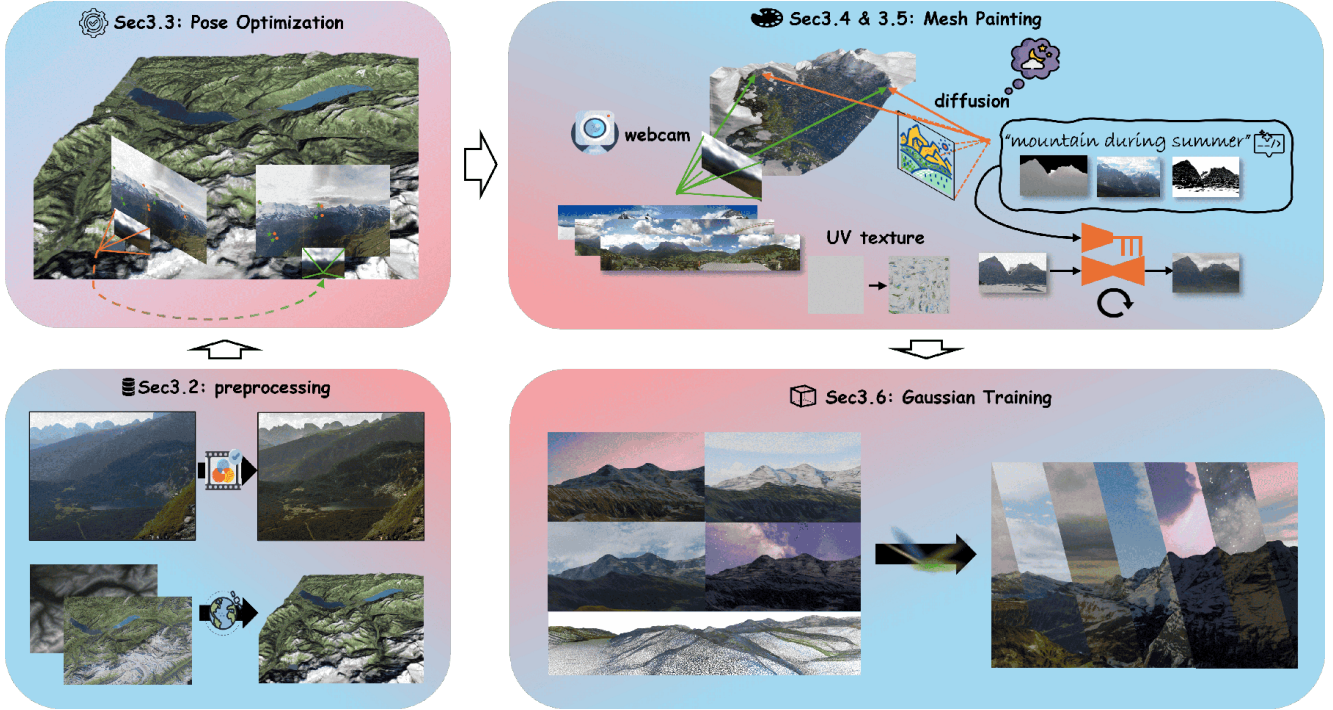 Sec3.3: Pose Optimization
Sec3.4 & 3.5: Mesh Painting
webcam
diffusion
"mountain during summer"
UV texture
Sec3.2: preprocessing
Sec3.6: Gaussian Training